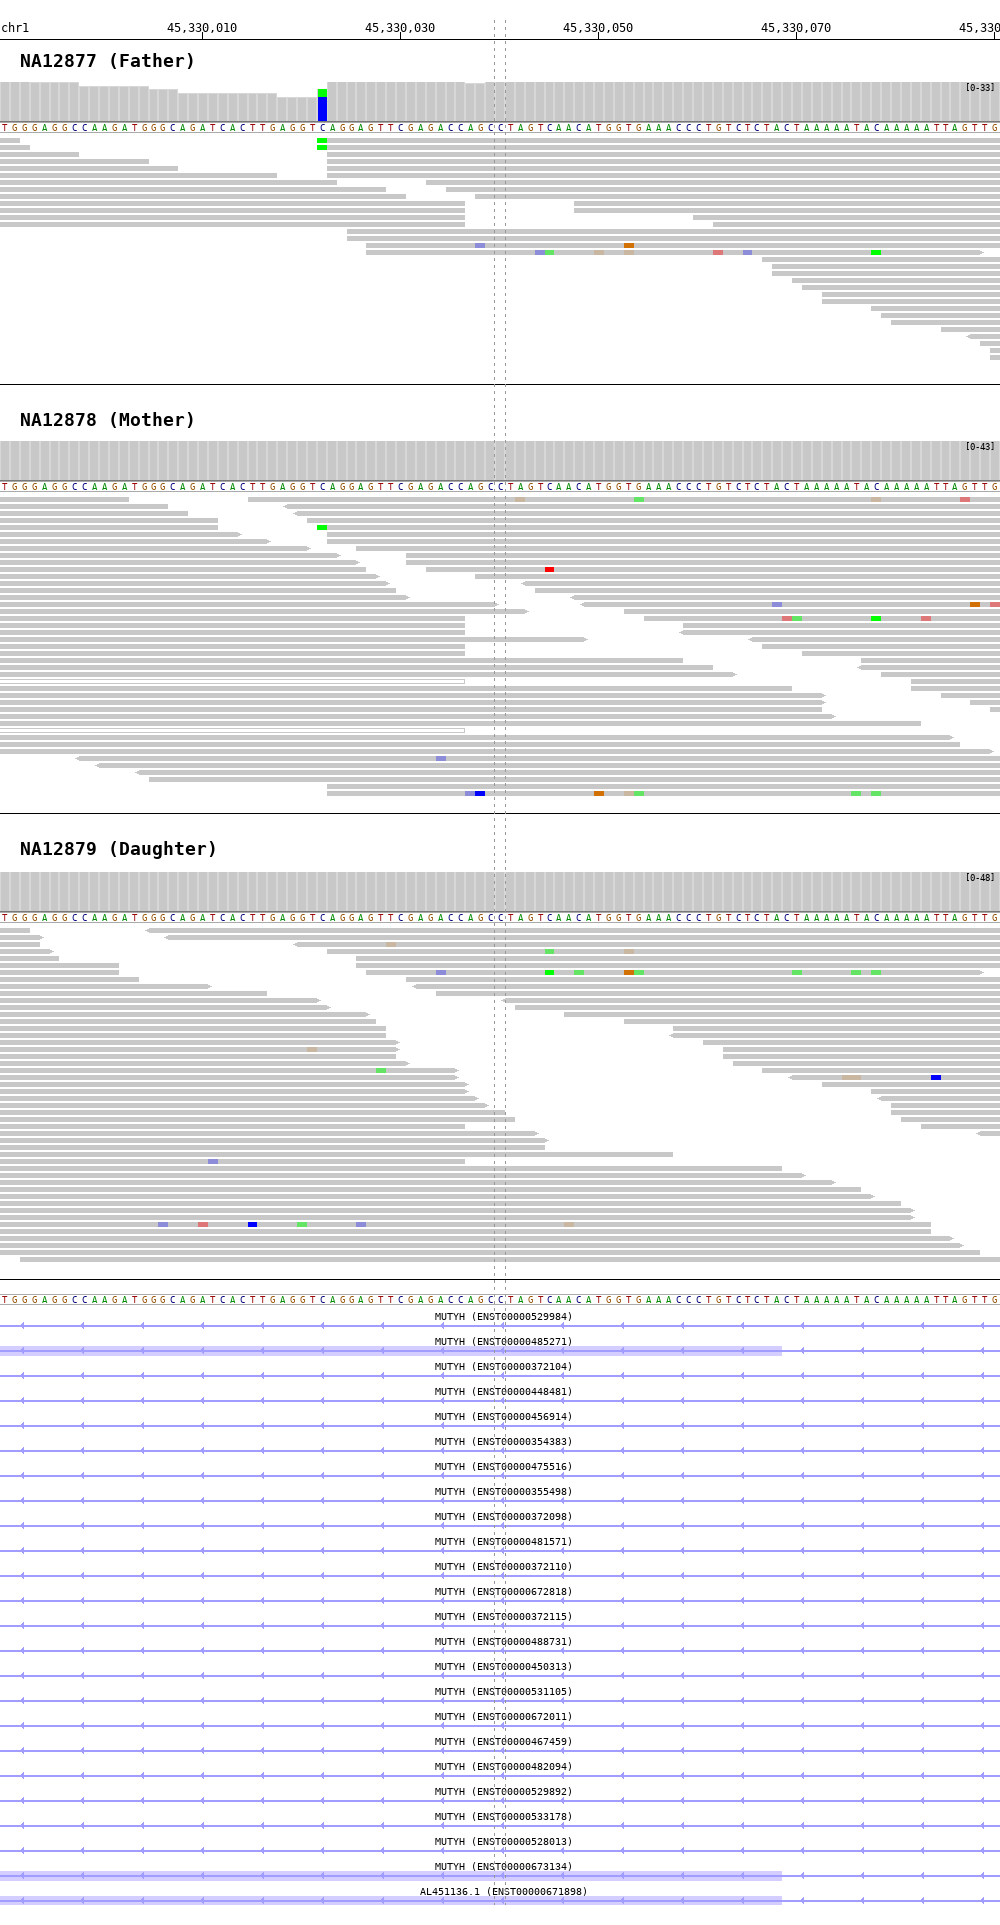 chr1 45,330,010 45,330,030 45,330,050 45,330,070 45,330
NA12877 (Father)
[0-33]
TGGGAGGCCAAGATGGGCAGATCACTTGAGGTCAGGAGTTCGAGACCAGCCTAGTCAACATGGTGAAACCCTGTCTCTACTAAAAATACAAAAATTAGTTG
NA12878 (Mother)
[0-43]
TGGGAGGCCAAGATGGGCAGATCACTTGAGGTCAGGAGTTCGAGACCAGCCTAGTCAACATGGTGAAACCCTGTCTCTACTAAAAATACAAAAATTAGTTG
NA12879 (Daughter)
[0-48]
TGGGAGGCCAAGATGGGCAGATCACTTGAGGTCAGGAGTTCGAGACCAGCCTAGTCAACATGGTGAAACCCTGTCTCTACTAAAAATACAAAAATTAGTTG
TGGGAGGCCAAGATGGGCAGATCACTTGAGGTCAGGAGTTCGAGACCAGCCTAGTCAACATGGTGAAACCCTGTCTCTACTAAAAATACAAAAATTAGTTG
MUTYH (ENST00000529984)
MUTYH (ENST00000485271)
MUTYH (ENST00000372104)
MUTYH (ENST00000448481)
MUTYH (ENST00000456914)
MUTYH (ENST00000354383)
MUTYH (ENST00000475516)
MUTYH (ENST00000355498)
MUTYH (ENST00000372098)
MUTYH (ENST00000481571)
MUTYH (ENST00000372110)
MUTYH (ENST00000672818)
MUTYH (ENST00000372115)
MUTYH (ENST00000488731)
MUTYH (ENST00000450313)
MUTYH (ENST00000531105)
MUTYH (ENST00000672011)
MUTYH (ENST00000467459)
MUTYH (ENST00000482094)
MUTYH (ENST00000529892)
MUTYH (ENST00000533178)
MUTYH (ENST00000528013)
MUTYH (ENST00000673134)
AL451136.1 (ENST00000671898)